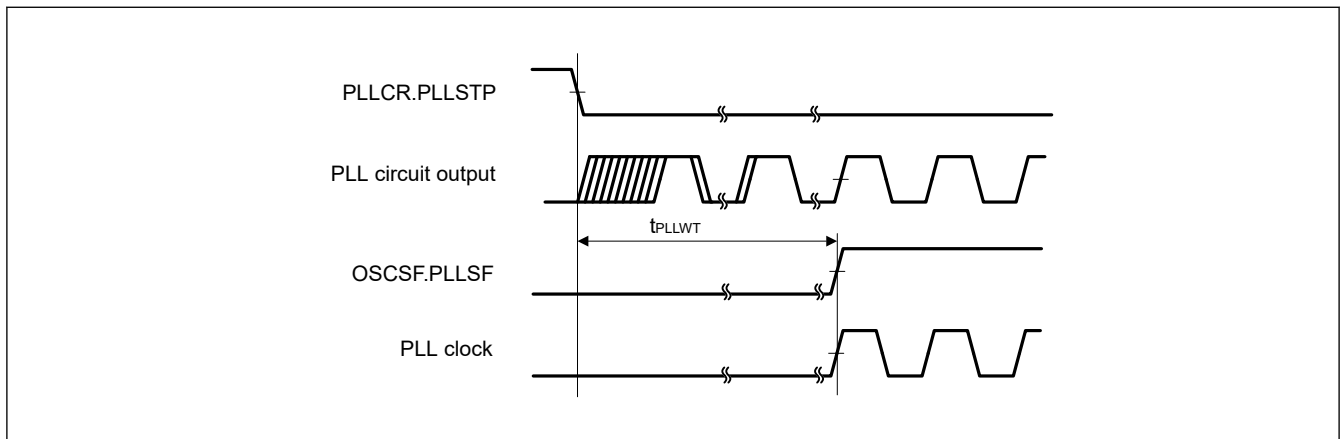 PLLCR.PLLSTP
PLL circuit output
tPLLWT
OSCSF.PLLSF
PLL clock